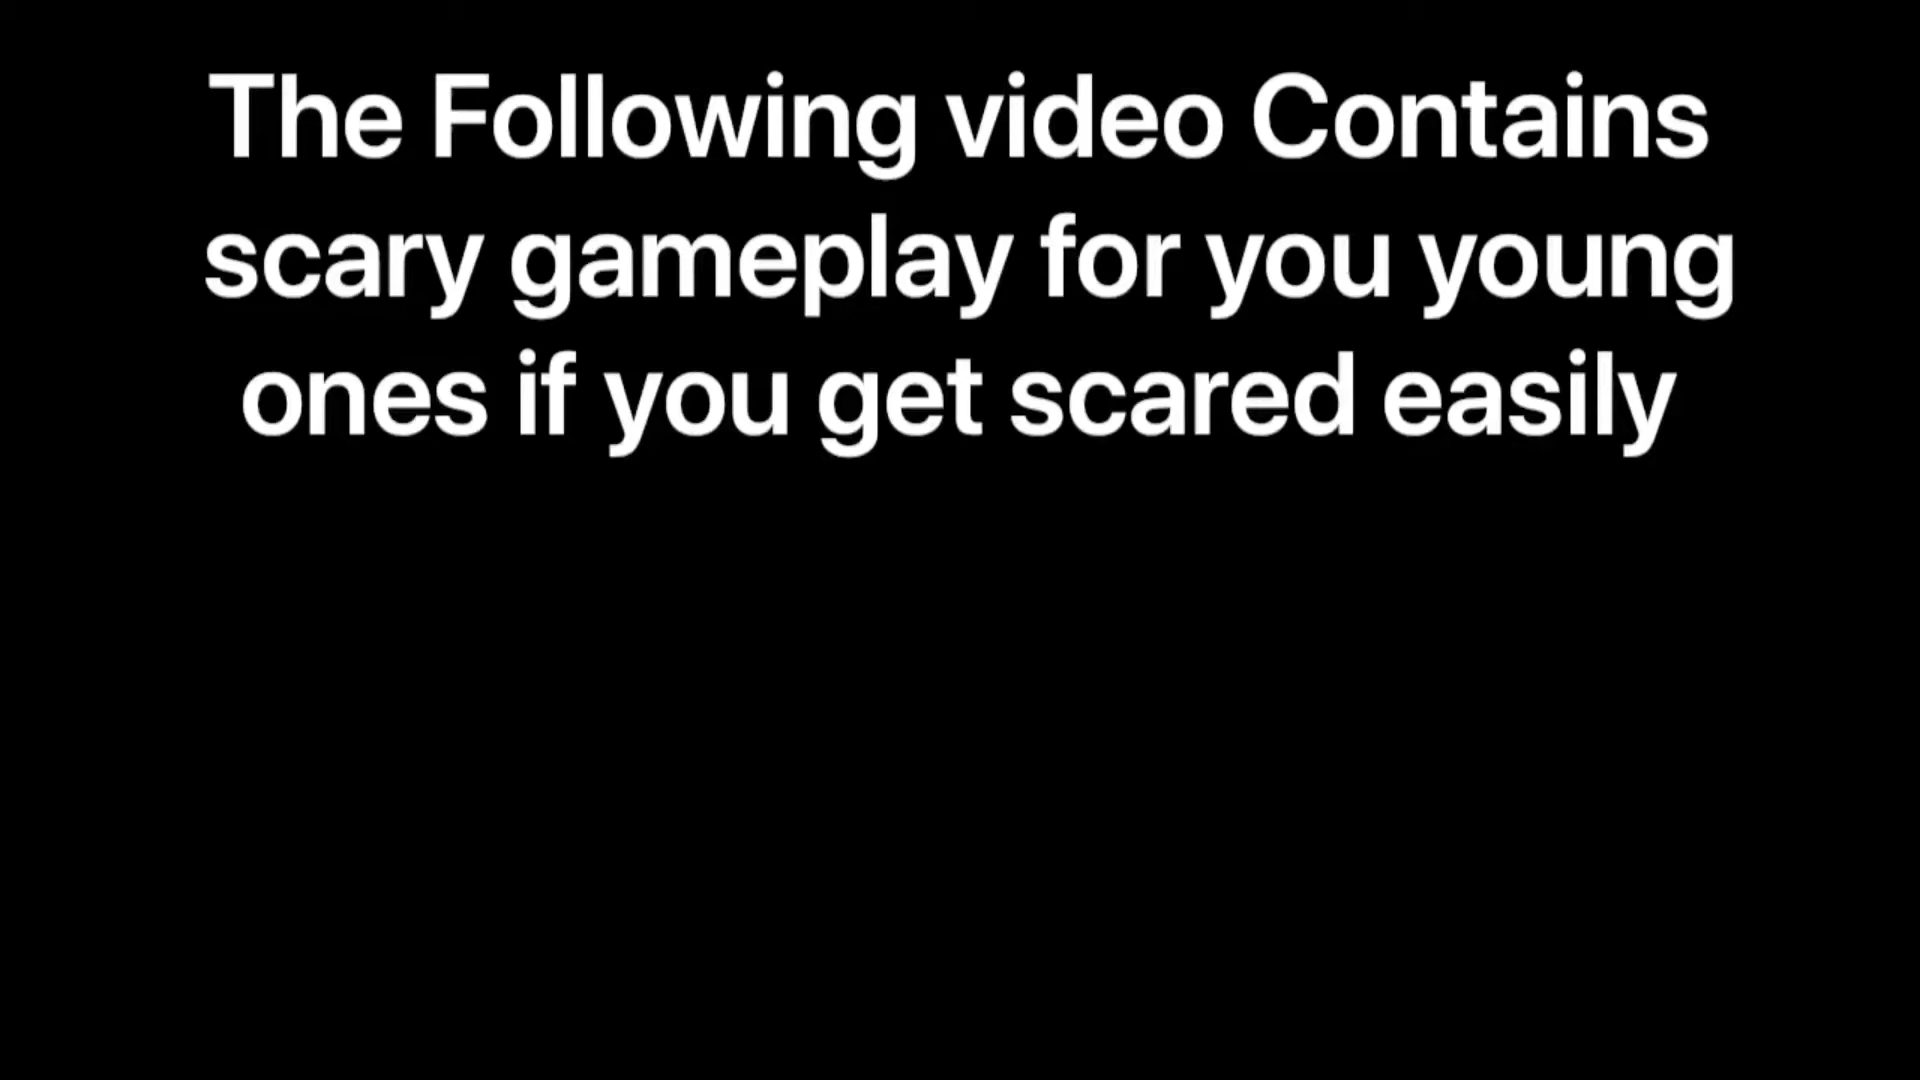 The Following video Contains
scary gameplay for you young
ones if you get scared easily